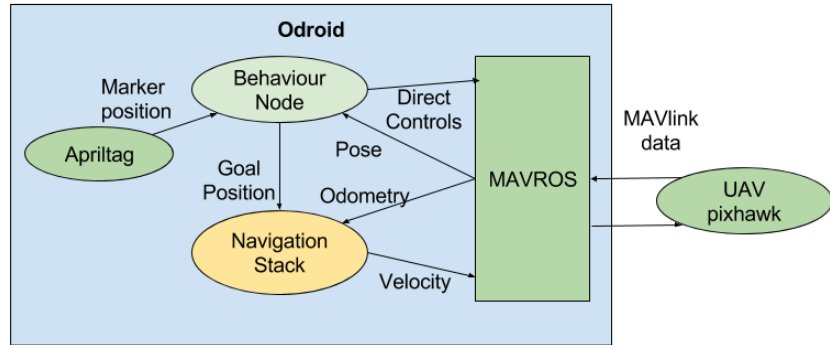 Odroid
Behaviour
Node
Marker
position
Direct
Controls
MAVlink
data
Apriltag
Pose
Goal
Position
MAVROS
UAV
pixhawk
Odometry
Navigation
Stack
Velocity